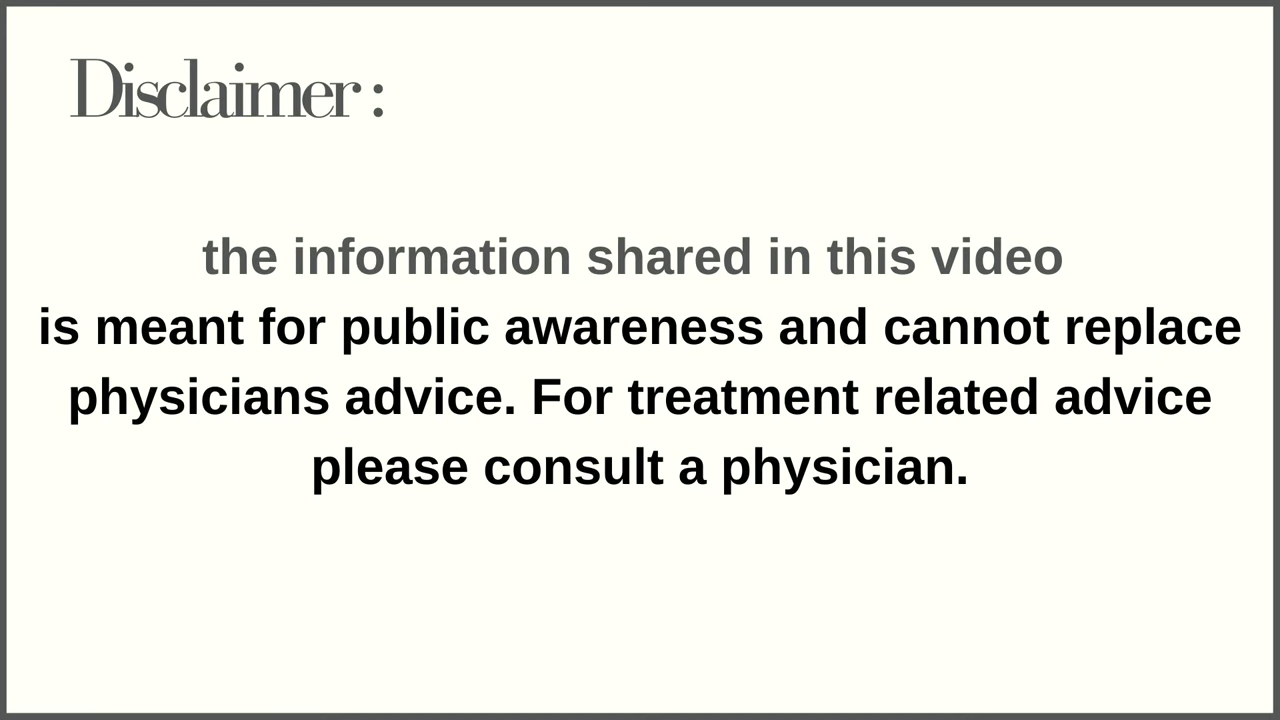 Disclaimer :
the information shared in this video
is meant for public awareness and cannot replace
physicians advice. For treatment related advice
please consult a physician.